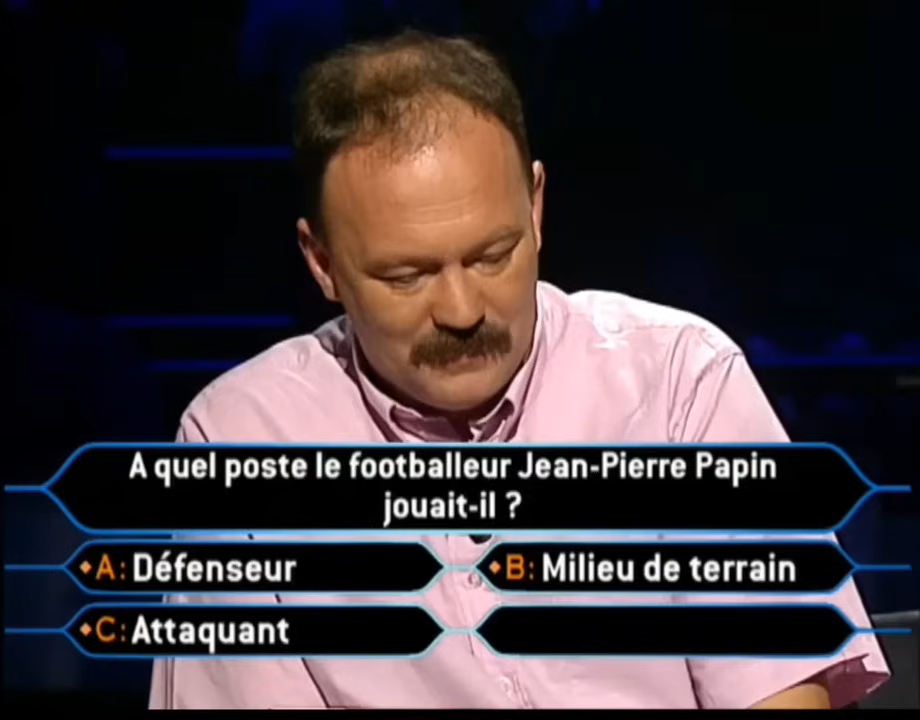 A quel poste le footballeur Jean-Pierre Papin
jouait-il ?
A: Défenseur
B: Milieu de terrain
C: Attaquant